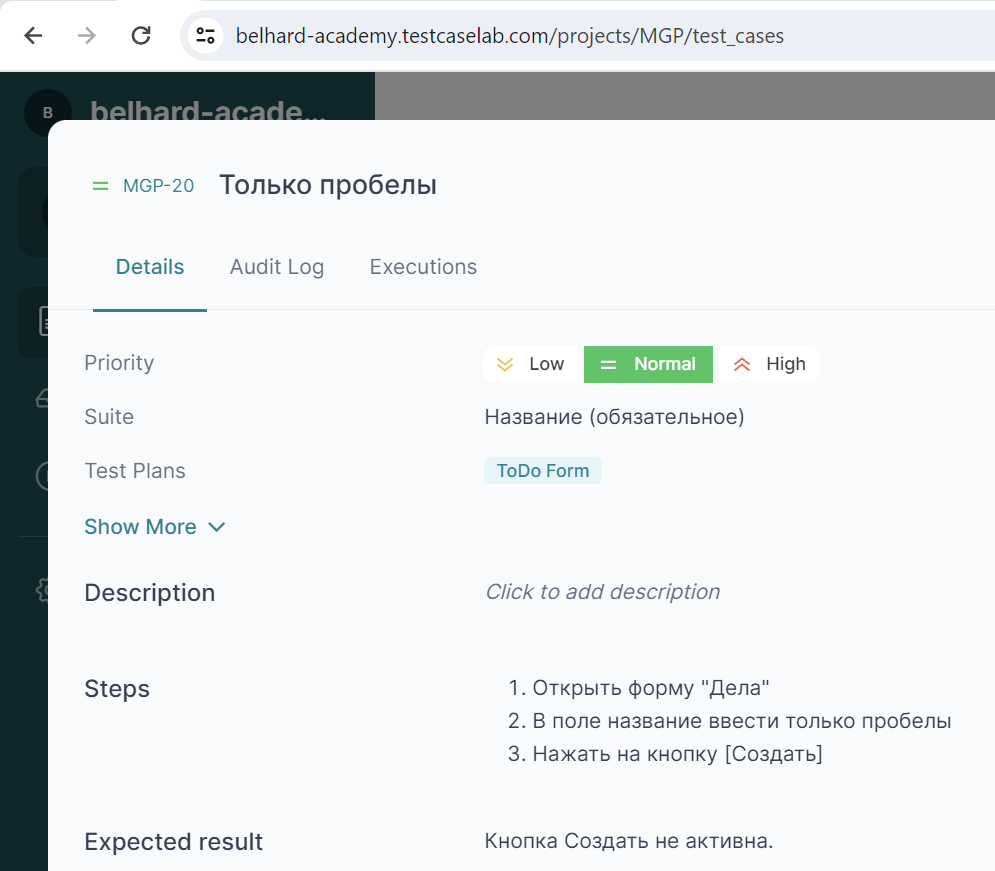 belhard-academy.testcaselab.com/projects/MGP/test_cases
B belhard-acade...
MGP-20 Только пробелы
Details Audit Log Executions
Priority Low Normal High
Suite Название (обязательное)
Test Plans ToDo Form
Show More
Description Click to add description
Steps 1. Открыть форму "Дела"
2. В поле название ввести только пробелы
3. Нажать на кнопку [Создать]
Expected result Кнопка Создать не активна.